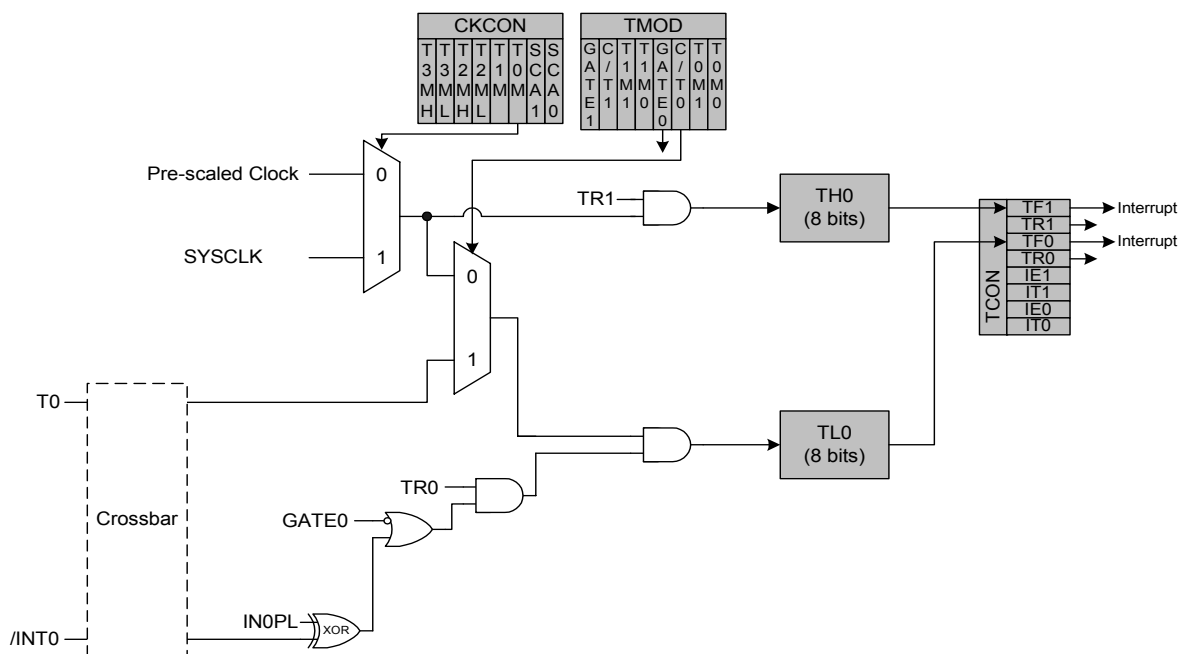 CKCON
T3MH
T3ML
T2MH
T2ML
T1M
T0M
SCA1
SCA0
TMOD
GATE1
C/T1
T1M1
T1M0
GATE0
C/T0
T0M1
T0M0
Pre-scaled Clock
0
SYSCLK
1
TR1
TH0
(8 bits)
TCON
TF1
TR1
TF0
TR0
IE1
IT1
IE0
IT0
Interrupt
Interrupt
0
1
T0
Crossbar
TL0
(8 bits)
TR0
GATE0
IN0PL
XOR
/INT0